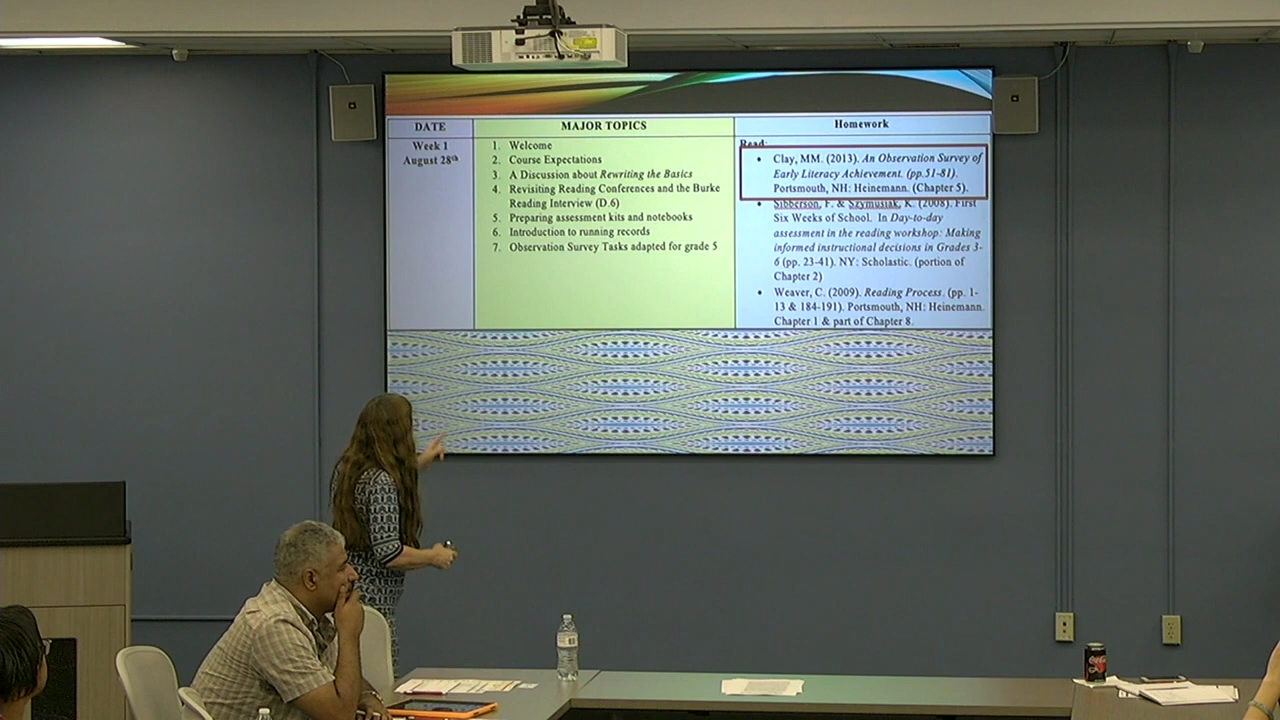 DATE
MAJOR TOPICS
Homework
Week 1
August 28th
1. Welcome
2. Course Expectations
3. A Discussion about Rewriting the Basics
4. Revisiting Reading Conferences and the Burke
Reading Interview (D.6)
5. Preparing assessment kits and notebooks
6. Introduction to running records
7. Observation Survey Tasks adapted for grade 5
Read:
• Clay, MM. (2013). An Observation Survey of
Early Literacy Achievement. (pp.51-81).
Portsmouth, NH: Heinemann. (Chapter 5).
• Sibberson, F. & Szymusiak, K. (2008). First
Six Weeks of School. In Day-to-day
assessment in the reading workshop: Making
informed instructional decisions in Grades 3-
6 (pp. 23-41). NY: Scholastic. (portion of
Chapter 2)
• Weaver, C. (2009). Reading Process. (pp. 1-
13 & 184-191). Portsmouth, NH: Heinemann.
Chapter 1 & part of Chapter 8.